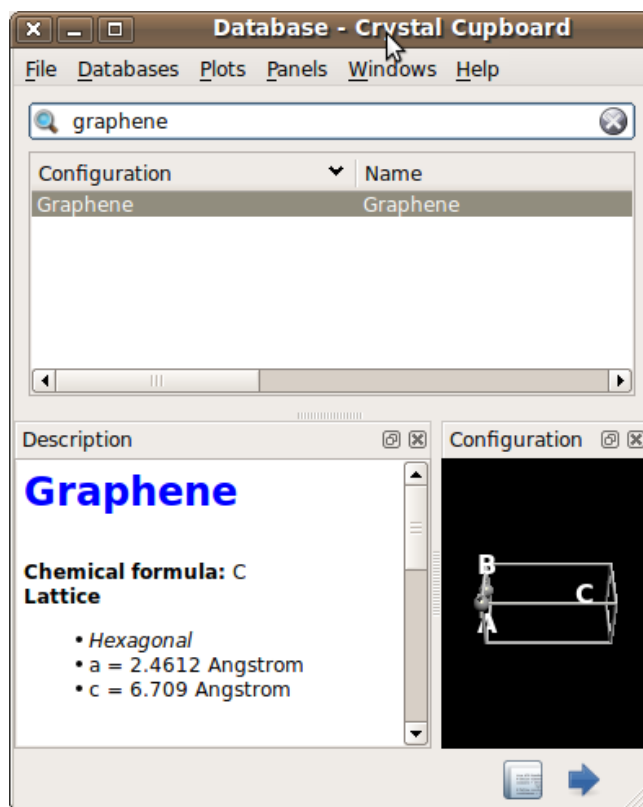 Database - Crystal Cupboard
File Databases Plots Panels Windows Help
graphene
Configuration Name
Graphene Graphene
Description
Configuration
Graphene
Chemical formula: C
Lattice
• Hexagonal
• a = 2.4612 Angstrom
• c = 6.709 Angstrom
B
C
A